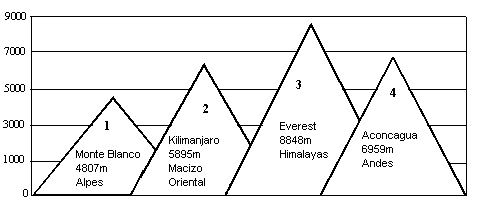 9000
7000
5000
3000
1000
0
1
Monte Blanco
4807m
Alpes
2
Kilimanjaro
5895m
Macizo
Oriental
3
Everest
8848m
Himalayas
4
Aconcagua
6959m
Andes